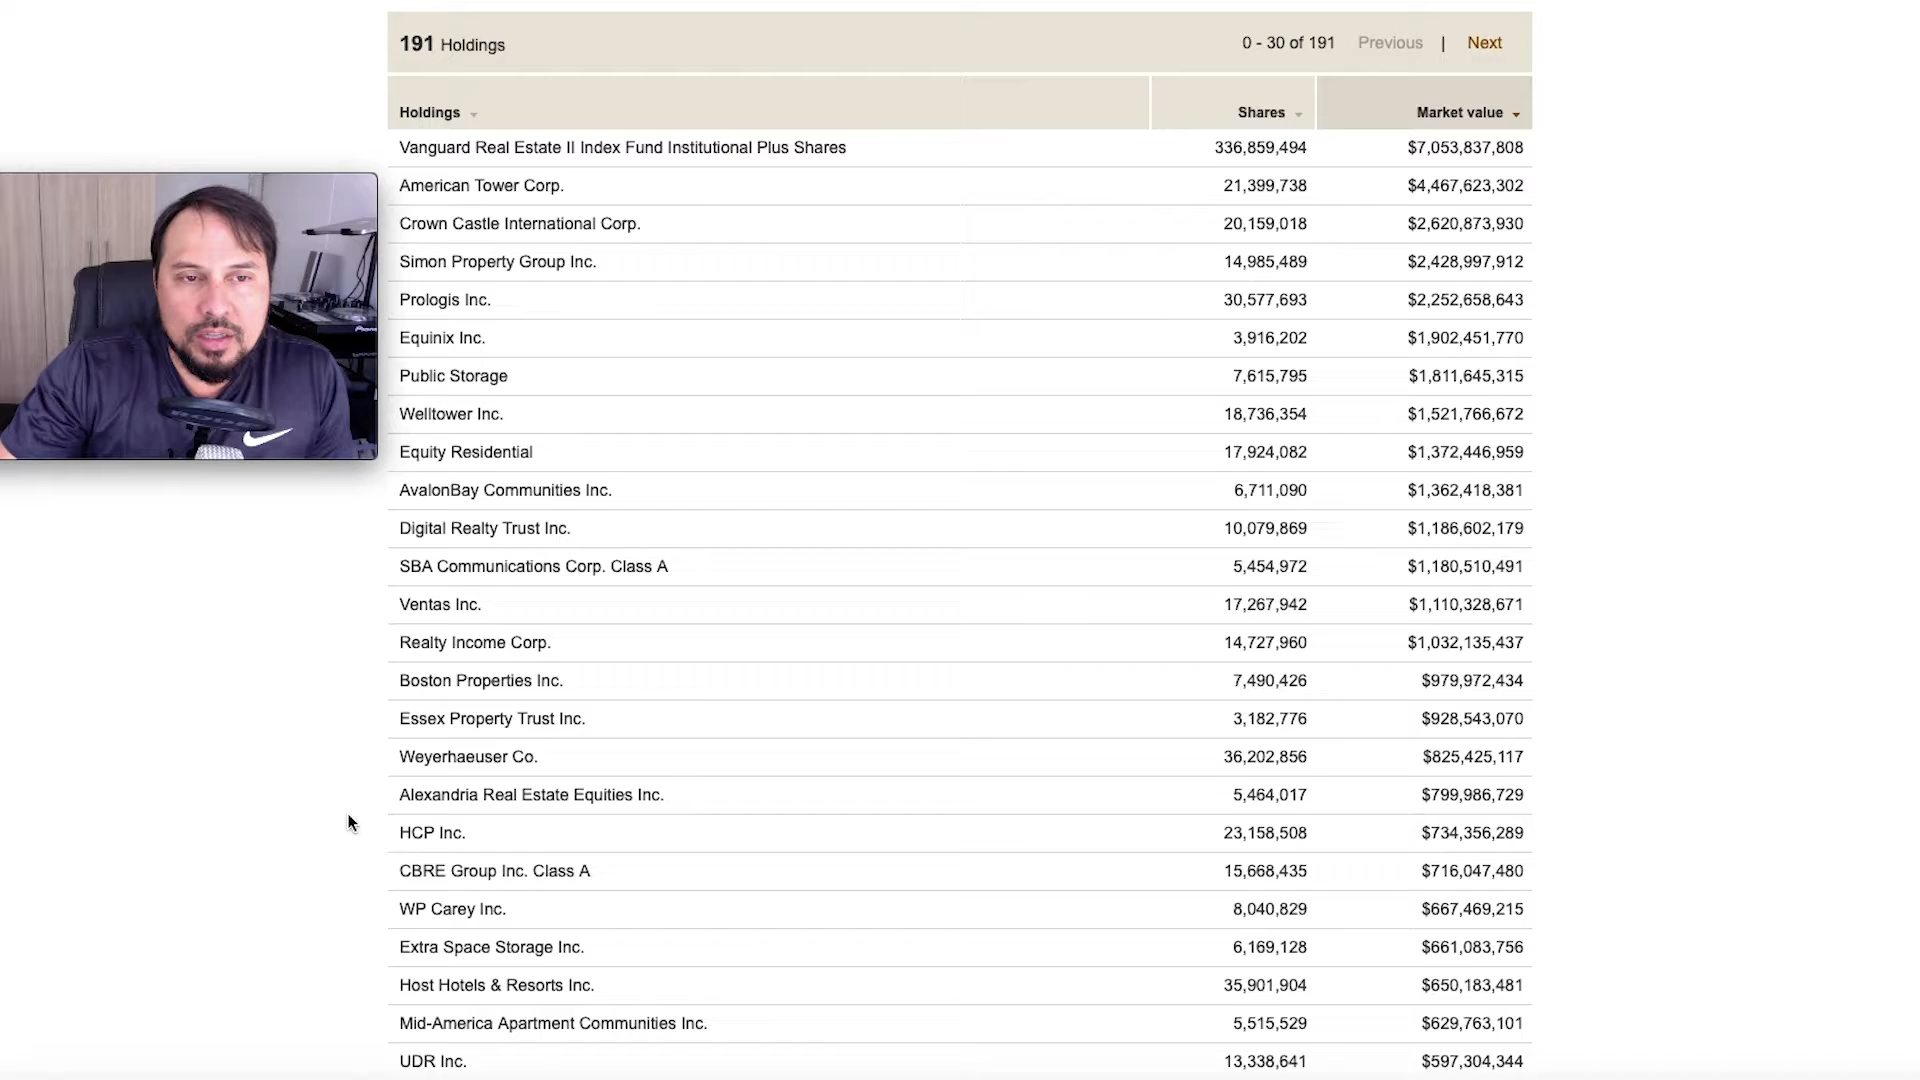 191 Holdings 0 - 30 of 191 Previous | Next
Holdings Shares Market value
Vanguard Real Estate II Index Fund Institutional Plus Shares 336,859,494 $7,053,837,808
American Tower Corp. 21,399,738 $4,467,623,302
Crown Castle International Corp. 20,159,018 $2,620,873,930
Simon Property Group Inc. 14,985,489 $2,428,997,912
Prologis Inc. 30,577,693 $2,252,658,643
Equinix Inc. 3,916,202 $1,902,451,770
Public Storage 7,615,795 $1,811,645,315
Welltower Inc. 18,736,354 $1,521,766,672
Equity Residential 17,924,082 $1,372,446,959
AvalonBay Communities Inc. 6,711,090 $1,362,418,381
Digital Realty Trust Inc. 10,079,869 $1,186,602,179
SBA Communications Corp. Class A 5,454,972 $1,180,510,491
Ventas Inc. 17,267,942 $1,110,328,671
Realty Income Corp. 14,727,960 $1,032,135,437
Boston Properties Inc. 7,490,426 $979,972,434
Essex Property Trust Inc. 3,182,776 $928,543,070
Weyerhaeuser Co. 36,202,856 $825,425,117
Alexandria Real Estate Equities Inc. 5,464,017 $799,986,729
HCP Inc. 23,158,508 $734,356,289
CBRE Group Inc. Class A 15,668,435 $716,047,480
WP Carey Inc. 8,040,829 $667,469,215
Extra Space Storage Inc. 6,169,128 $661,083,756
Host Hotels & Resorts Inc. 35,901,904 $650,183,481
Mid-America Apartment Communities Inc. 5,515,529 $629,763,101
UDR Inc. 13,338,641 $597,304,344